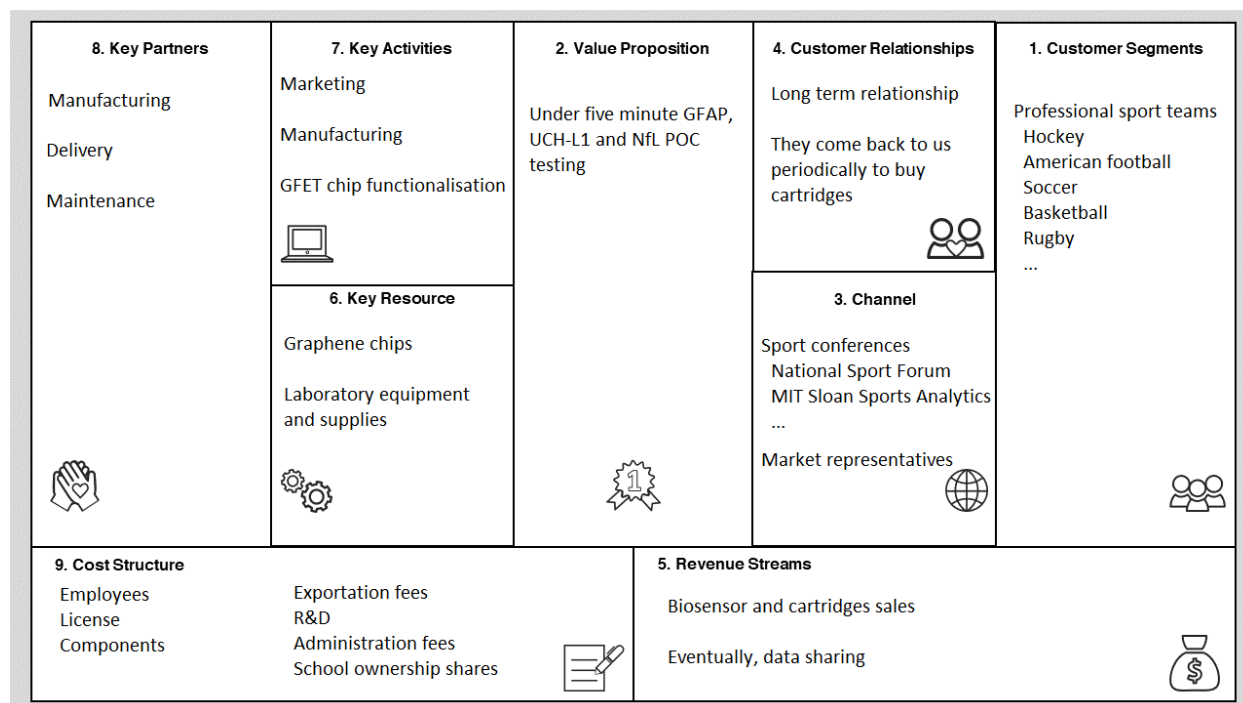 8. Key Partners
Manufacturing
Delivery
Maintenance
7. Key Activities
Marketing
Manufacturing
GFET chip functionalisation
6. Key Resource
Graphene chips
Laboratory equipment
and supplies
2. Value Proposition
Under five minute GFAP,
UCH-L1 and NfL POC
testing
1
4. Customer Relationships
Long term relationship
They come back to us
periodically to buy
cartridges
3. Channel
Sport conferences
National Sport Forum
MIT Sloan Sports Analytics
...
Market representatives
1. Customer Segments
Professional sport teams
Hockey
American football
Soccer
Basketball
Rugby
...
9. Cost Structure
Employees
License
Components
Exportation fees
R&D
Administration fees
School ownership shares
5. Revenue Streams
Biosensor and cartridges sales
Eventually, data sharing
$